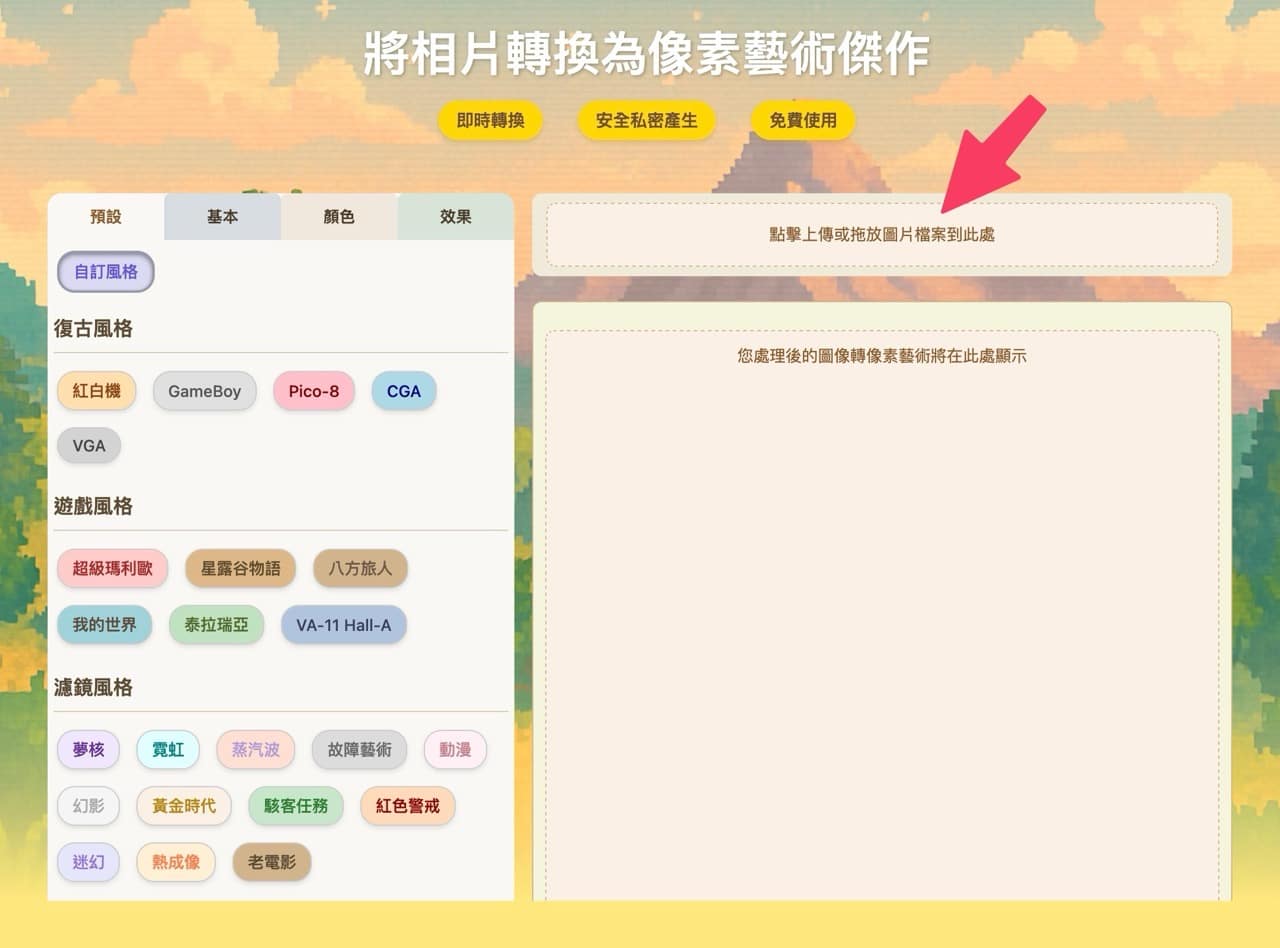 將相片轉換為像素藝術傑作
即時轉換 安全私密產生 免費使用
預設 基本 顏色 效果
自訂風格
復古風格
紅白機 GameBoy Pico-8 CGA
VGA
遊戲風格
超級瑪利歐 星露谷物語 八方旅人
我的世界 泰拉瑞亞 VA-11 Hall-A
濾鏡風格
夢核 霓虹 蒸汽波 故障藝術 動漫
幻影 黃金時代 駭客任務 紅色警戒
迷幻 熱成像 老電影
點擊上傳或拖放圖片檔案到此處
您處理後的圖像轉像素藝術將在此處顯示